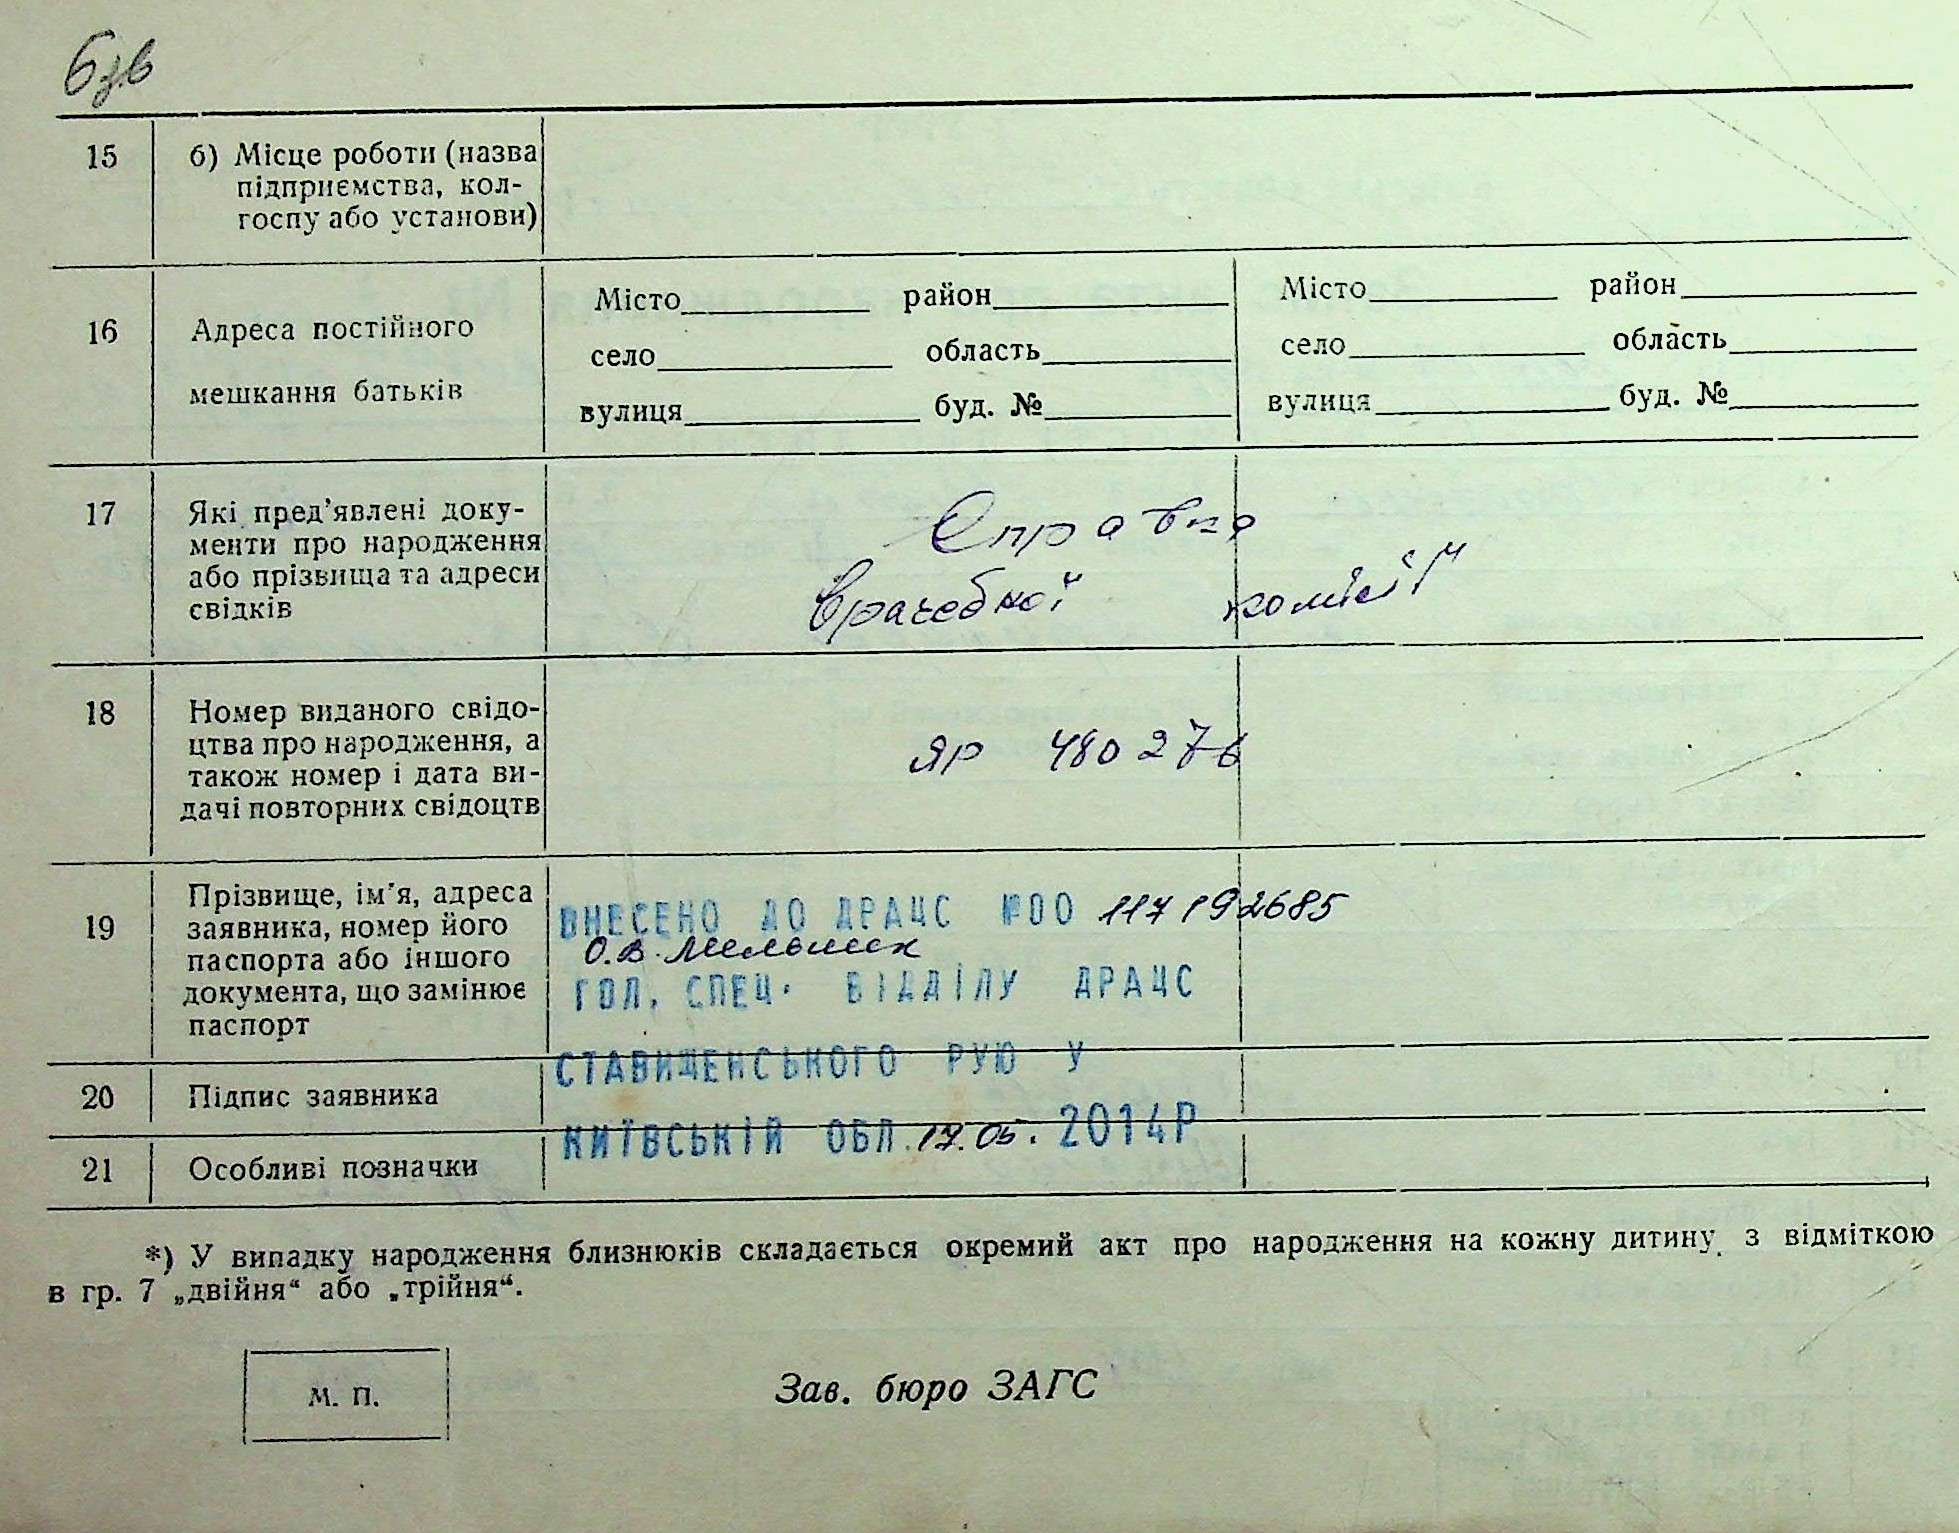 6зв
15 б) Місце роботи (назва
підприємства, кол-
госпу або установи)
16 Адреса постійного
мешкання батьків
Місто район
село область
вулиця буд. №
Місто район
село область
вулиця буд. №
17 Які пред'явлені доку-
менти про народження
або прізвища та адреси
свідків
Справка
врачебної комісії
18 Номер виданого свідо-
цтва про народження, а
також номер і дата ви-
дачі повторних свідоцтв
ЯР 480276
19 Прізвище, ім'я, адреса
заявника, номер його
паспорта або іншого
документа, що замінює
паспорт
ВНЕСЕНО ДО ДРАЦС №00 117192685
О.В. Мельник
ГОЛ. СПЕЦ. ВІДДІЛУ ДРАЦС
СТАВИЩЕНСЬКОГО РУЮ У
20 Підпис заявника
КИЇВСЬКІЙ ОБЛ. 17.05. 2014Р
21 Особливі позначки
*) У випадку народження близнюків складається окремий акт про народження на кожну дитину з відміткою
в гр. 7 „двійня“ або „трійня“.
М. П.
Зав. бюро ЗАГС